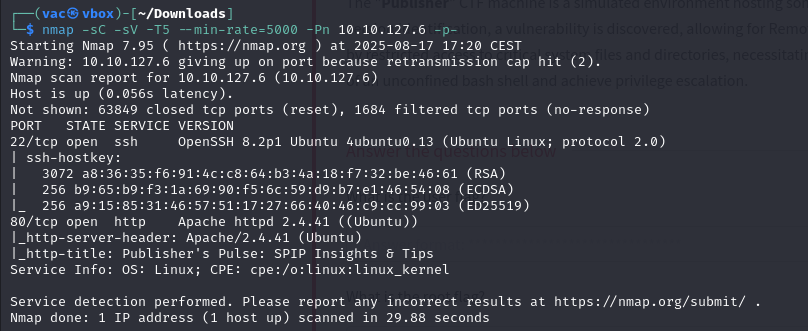 The "Publisher" CTF machine is a simulated environment hosting som
┌──(vac㉿vbox)-[~/Downloads]
└─$ nmap -sC -sV -T5 --min-rate=5000 -Pn 10.10.127.6 -p-
a vulnerability is discovered, allowing for Rem
Starting Nmap 7.95 ( https://nmap.org ) at 2025-08-17 17:20 CEST
Warning: 10.10.127.6 giving up on port because retransmission cap hit (2).
files and directories, necessitatin
Nmap scan report for 10.10.127.6 (10.10.127.6)
unconfined bash shell and achieve privilege escalation.
Host is up (0.056s latency).
Not shown: 63849 closed tcp ports (reset), 1684 filtered tcp ports (no-response)
PORT   STATE SERVICE VERSION
22/tcp open  ssh     OpenSSH 8.2p1 Ubuntu 4ubuntu0.13 (Ubuntu Linux; protocol 2.0)
| ssh-hostkey:
Answer the questions below
|   3072 a8:36:35:f6:91:4c:c8:64:b3:4a:18:f7:32:be:46:61 (RSA)
|   256 b9:65:b9:f3:1a:69:90:f5:6c:59:d9:b7:e1:46:54:08 (ECDSA)
|_  256 a9:15:85:31:46:57:51:17:27:66:40:46:c9:cc:99:03 (ED25519)
80/tcp open  http    Apache httpd 2.4.41 ((Ubuntu))
|_http-server-header: Apache/2.4.41 (Ubuntu)
|_http-title: Publisher's Pulse: SPIP Insights & Tips
Service Info: OS: Linux; CPE: cpe:/o:linux:linux_kernel

Service detection performed. Please report any incorrect results at https://nmap.org/submit/ .
Nmap done: 1 IP address (1 host up) scanned in 29.88 seconds